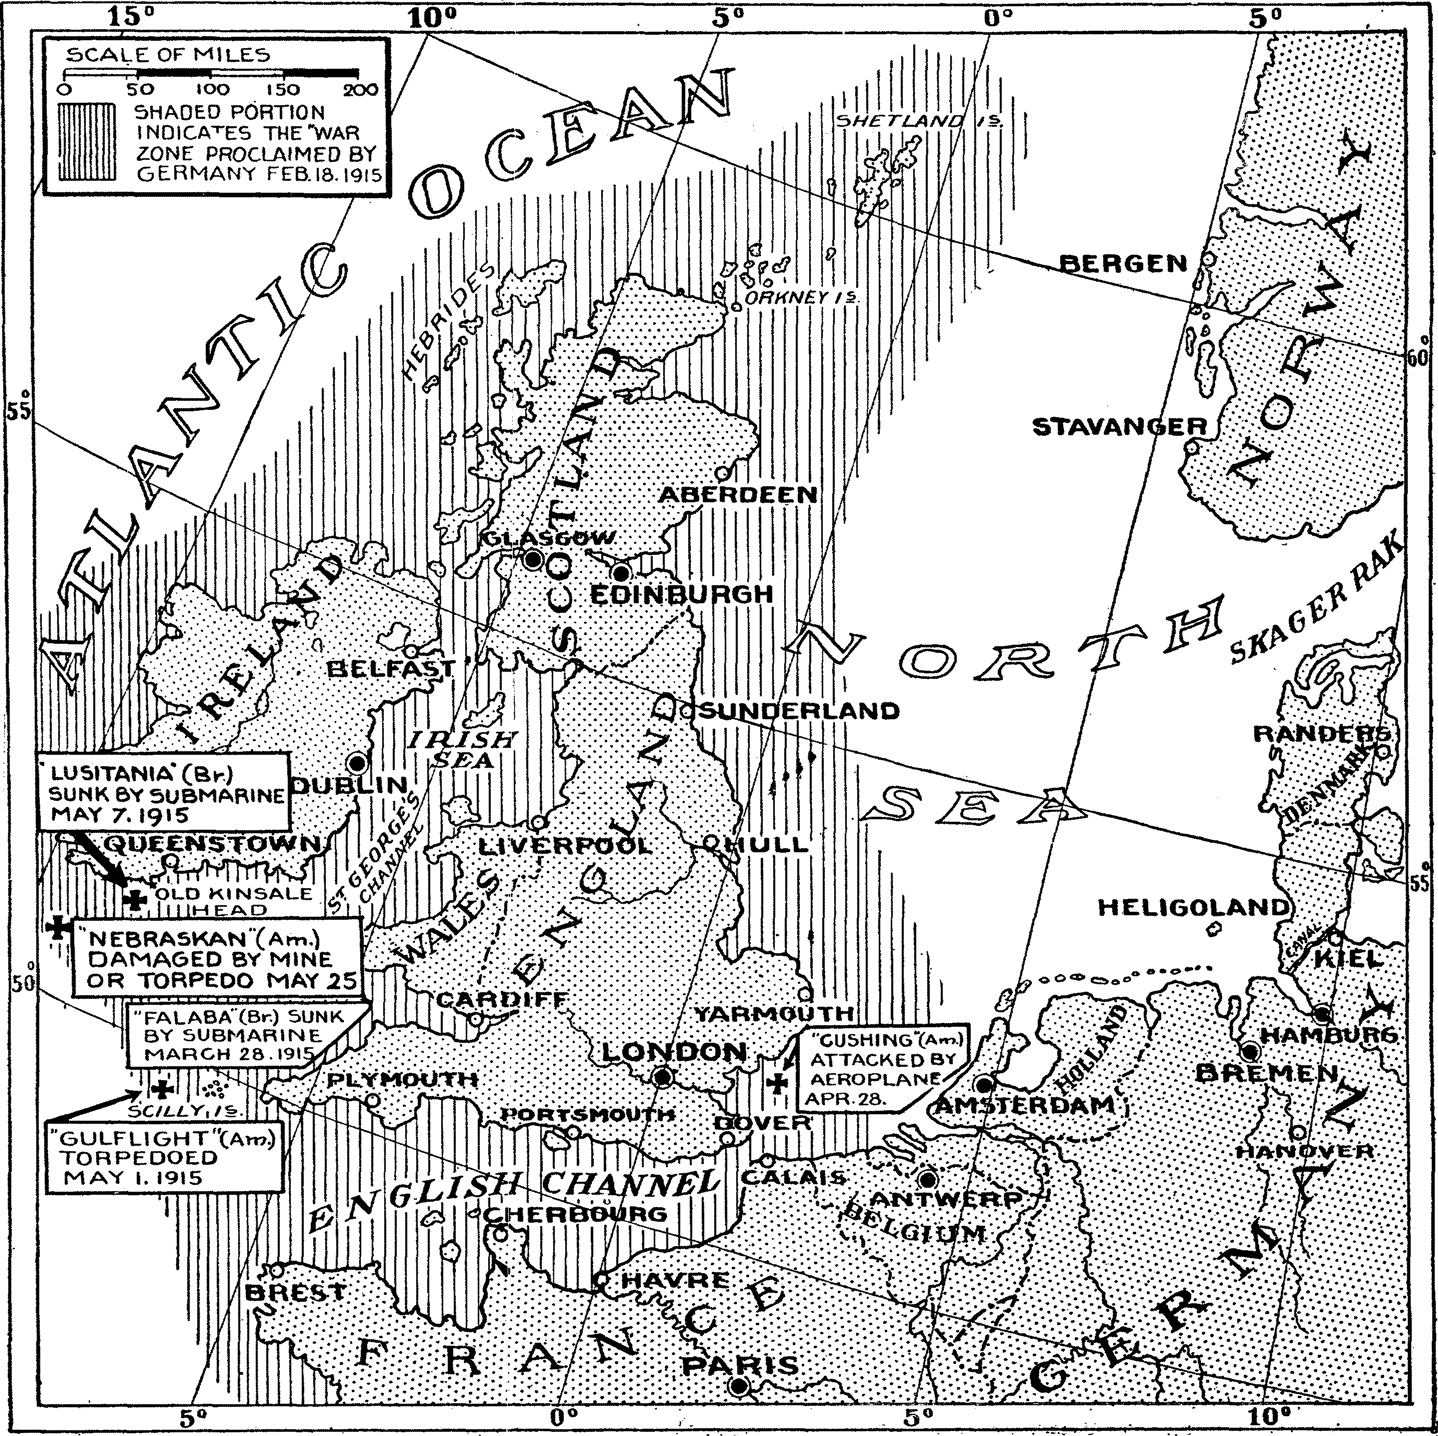 15° 10° 5° 0° 5°
SCALE OF MILES
0 50 100 150 200
SHADED PORTION
INDICATES THE "WAR
ZONE PROCLAIMED BY
GERMANY FEB. 18. 1915
ATLANTIC OCEAN
SHETLAND IS.
ORKNEY IS.
HEBRIDES
NORWAY
BERGEN
60°
STAVANGER
55°
SCOTLAND
ABERDEEN
GLASGOW
EDINBURGH
SKAGER RAK
NORTH
SEA
IRELAND
BELFAST
IRISH
SEA
SUNDERLAND
RANDERS
DENMARK
"LUSITANIA" (Br.)
SUNK BY SUBMARINE
MAY 7. 1915
DUBLIN
QUEENSTOWN
ST GEORGE'S
CHANNEL
LIVERPOOL
HULL
ENGLAND
WALES
OLD KINSALE
HEAD
55°
HELIGOLAND
CANAL
KIEL
"NEBRASKAN" (Am.)
DAMAGED BY MINE
OR TORPEDO MAY 25
50°
CARDIFF
YARMOUTH
HAMBURG
BREMEN
HOLLAND
"FALABA" (Br.) SUNK
BY SUBMARINE
MARCH 28. 1915
LONDON
"CUSHING" (Am.)
ATTACKED BY
AEROPLANE
APR. 28.
AMSTERDAM
PLYMOUTH
PORTSMOUTH
DOVER
SCILLY, IS.
HANOVER
"GULFLIGHT" (Am.)
TORPEDOED
MAY 1. 1915
ENGLISH CHANNEL
CALAIS
ANTWERP
BELGIUM
CHERBOURG
GERMANY
BREST
HAVRE
FRANCE
PARIS
5° 0° 5° 10°